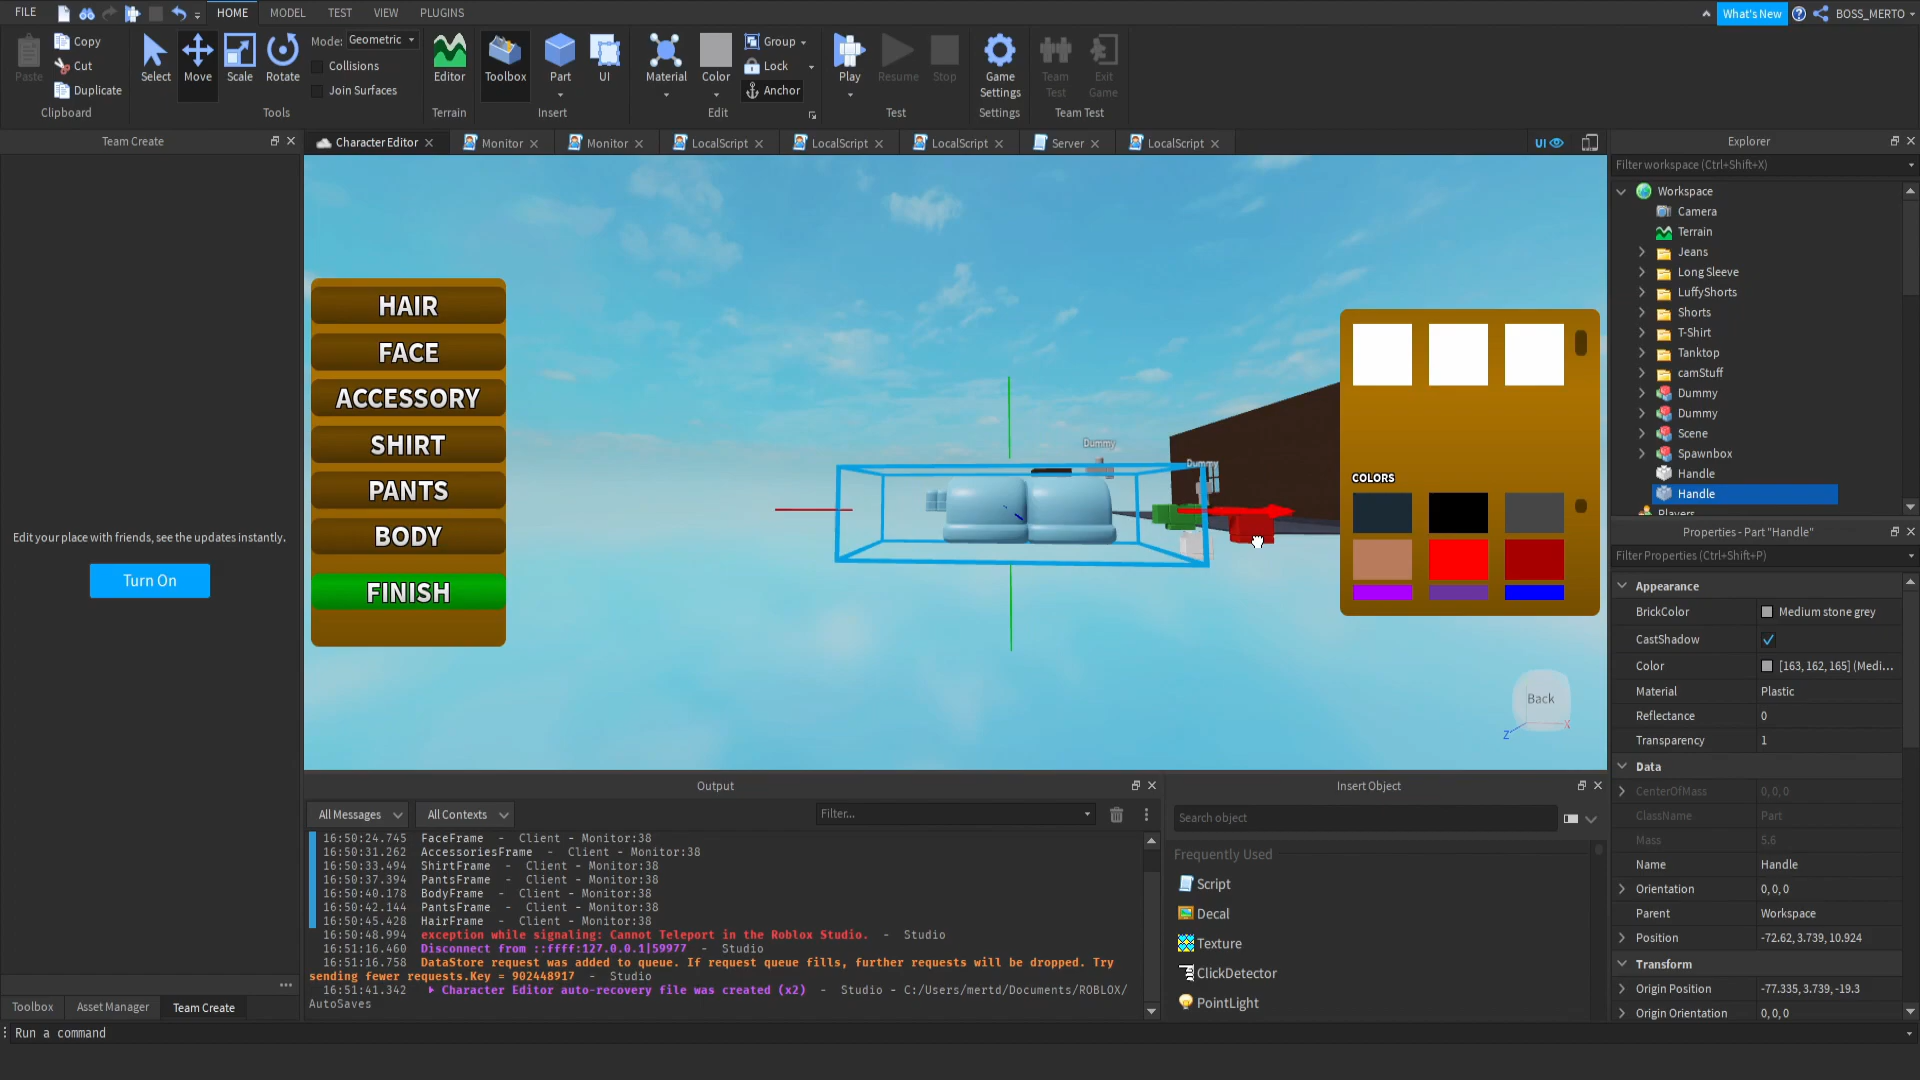 FILE
HOME
MODEL
TEST
VIEW
PLUGINS
What's New
BOSS_MERTO
Paste
Copy
Cut
Duplicate
Clipboard
Select
Move
Scale
Rotate
Mode:
Geometric
Collisions
Join Surfaces
Tools
Editor
Terrain
Toolbox
Part
UI
Insert
Material
Color
Group
Lock
Anchor
Edit
Play
Resume
Stop
Test
Game
Settings
Settings
Team
Test
Exit
Game
Team Test
Team Create
Character Editor
Monitor
Monitor
LocalScript
LocalScript
LocalScript
Server
LocalScript
UI
Edit your place with friends, see the updates instantly.
Turn On
HAIR
FACE
ACCESSORY
SHIRT
PANTS
BODY
FINISH
Dummy
Dummy
COLORS
Back
Z
X
Explorer
Filter workspace (Ctrl+Shift+X)
Workspace
Camera
Terrain
Jeans
Long Sleeve
LuffyShorts
Shorts
T-Shirt
Tanktop
camStuff
Dummy
Dummy
Scene
Spawnbox
Handle
Handle
Players
Properties - Part "Handle"
Filter Properties (Ctrl+Shift+P)
Appearance
BrickColor Medium stone grey
CastShadow
Color [163, 162, 165] (Medi...
Material Plastic
Reflectance 0
Transparency 1
Data
CenterOfMass 0, 0, 0
ClassName Part
Mass 5.6
Name Handle
Orientation 0, 0, 0
Parent Workspace
Position -72.62, 3.739, 10.924
Transform
Origin Position -77.335, 3.739, -19.3
Origin Orientation 0, 0, 0
Output
All Messages
All Contexts
Filter...
16:50:24.745 FaceFrame - Client - Monitor:38
16:50:31.262 AccessoriesFrame - Client - Monitor:38
16:50:33.494 ShirtFrame - Client - Monitor:38
16:50:37.394 PantsFrame - Client - Monitor:38
16:50:40.178 BodyFrame - Client - Monitor:38
16:50:42.144 PantsFrame - Client - Monitor:38
16:50:45.428 HairFrame - Client - Monitor:38
16:50:48.994 exception while signaling: Cannot Teleport in the Roblox Studio. - Studio
16:51:16.460 Disconnect from ::ffff:127.0.0.1|59977 - Studio
16:51:16.758 DataStore request was added to queue. If request queue fills, further requests will be dropped. Try
sending fewer requests.Key = 902448917 - Studio
16:51:41.342 Character Editor auto-recovery file was created (x2) - Studio - C:/Users/mertd/Documents/ROBLOX/
AutoSaves
Insert Object
Search object
Frequently Used
Script
Decal
Texture
ClickDetector
PointLight
Toolbox
Asset Manager
Team Create
Run a command